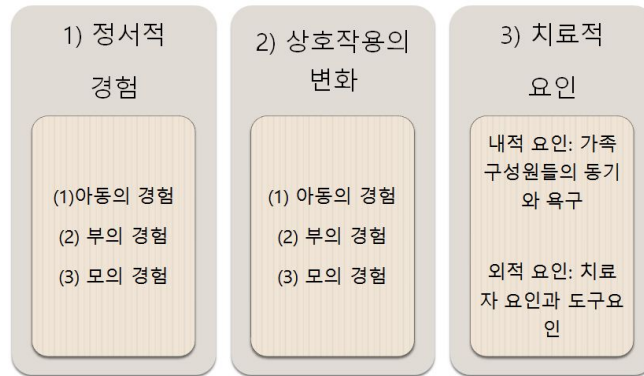 1) 정서적
경험
(1)아동의 경험
(2) 부의 경험
(3) 모의 경험
2) 상호작용의
변화
(1) 아동의 경험
(2) 부의 경험
(3) 모의 경험
3) 치료적
요인
내적 요인: 가족
구성원들의 동기
와 욕구
외적 요인: 치료
자 요인과 도구요
인